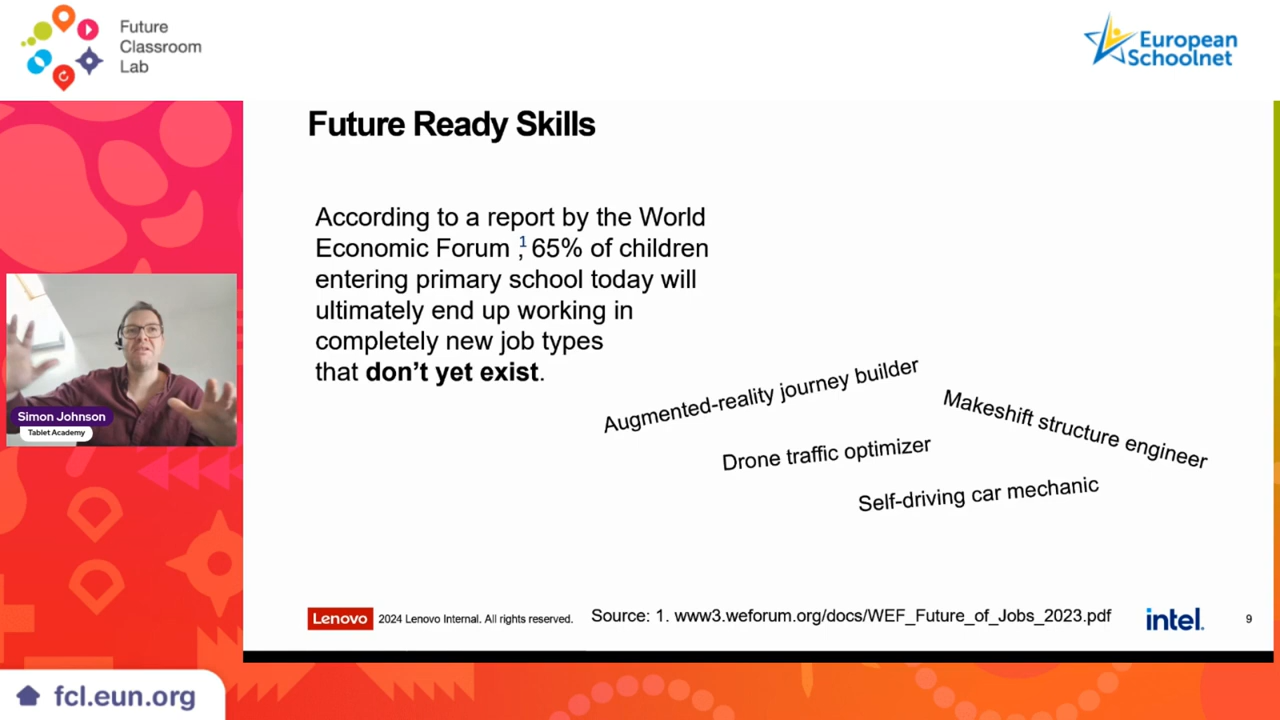 Future
Classroom
Lab
European
Schoolnet
Future Ready Skills
According to a report by the World
Economic Forum ,1 65% of children
entering primary school today will
ultimately end up working in
completely new job types
that don't yet exist.
Augmented-reality journey builder
Makeshift structure engineer
Drone traffic optimizer
Self-driving car mechanic
Simon Johnson
Tablet Academy
Lenovo 2024 Lenovo Internal. All rights reserved. Source: 1. www3.weforum.org/docs/WEF_Future_of_Jobs_2023.pdf intel. 9
fcl.eun.org